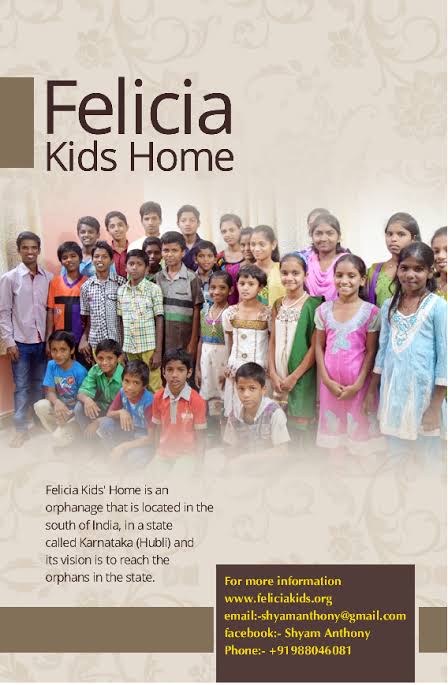 Felicia
Kids Home
Felicia Kids' Home is an
orphanage that is located in the
south of India, in a state
called Karnataka (Hubli) and
its vision is to reach the
orphans in the state.
For more information
www.feliciakids.org
email:-shyamanthony@gmail.com
facebook:- Shyam Anthony
Phone:- +91988046081